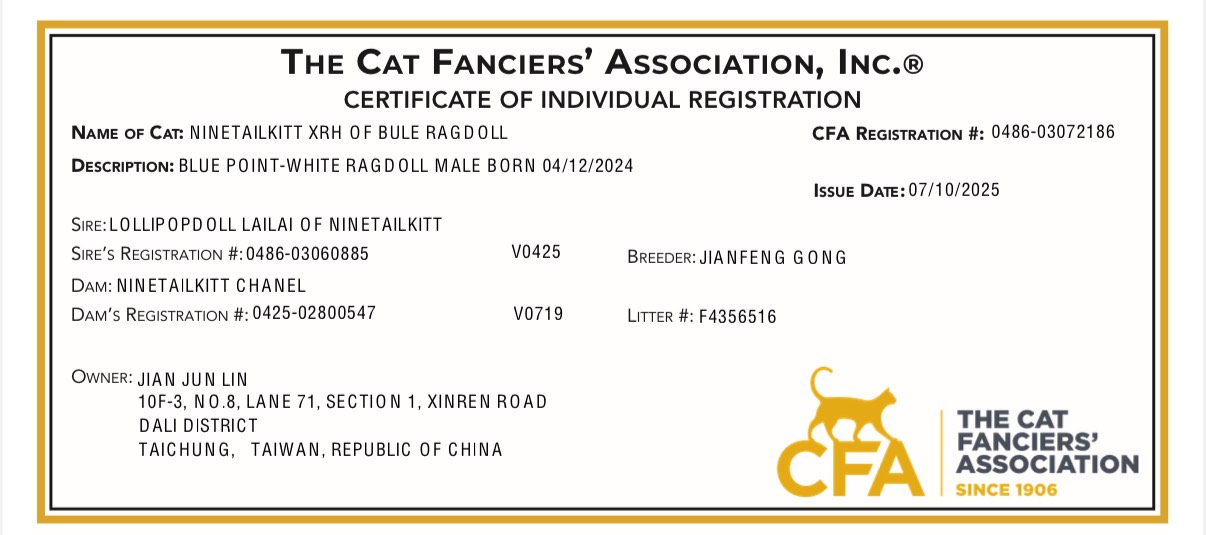 THE CAT FANCIERS' ASSOCIATION, INC.®
CERTIFICATE OF INDIVIDUAL REGISTRATION
NAME OF CAT: NINETAILKITT XRH OF BULE RAGDOLL
CFA REGISTRATION #: 0486-03072186
DESCRIPTION: BLUE POINT-WHITE RAGDOLL MALE BORN 04/12/2024
ISSUE DATE: 07/10/2025
SIRE: LOLLIPOPDOLL LAILAI OF NINETAILKITT
SIRE'S REGISTRATION #: 0486-03060885 V0425
BREEDER: JIANFENG GONG
DAM: NINETAILKITT CHANEL
DAM'S REGISTRATION #: 0425-02800547 V0719
LITTER #: F4356516
OWNER: JIAN JUN LIN
10F-3, NO.8, LANE 71, SECTION 1, XINREN ROAD
DALI DISTRICT
TAICHUNG, TAIWAN, REPUBLIC OF CHINA
CFA
THE CAT
FANCIERS'
ASSOCIATION
SINCE 1906